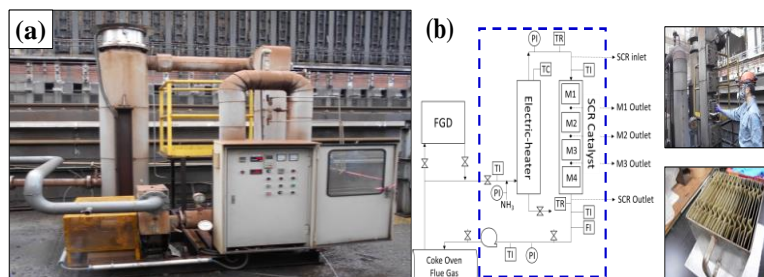 (a)
(b)
PI
TR
SCR inlet
TC
TI
M1
M1 Outlet
M2
M2 Outlet
M3
M3 Outlet
M4
Electric-heater
SCR Catalyst
FGD
TI
PI
NH3
TR
SCR Outlet
TI
FI
TI
PI
Coke Oven
Flue Gas